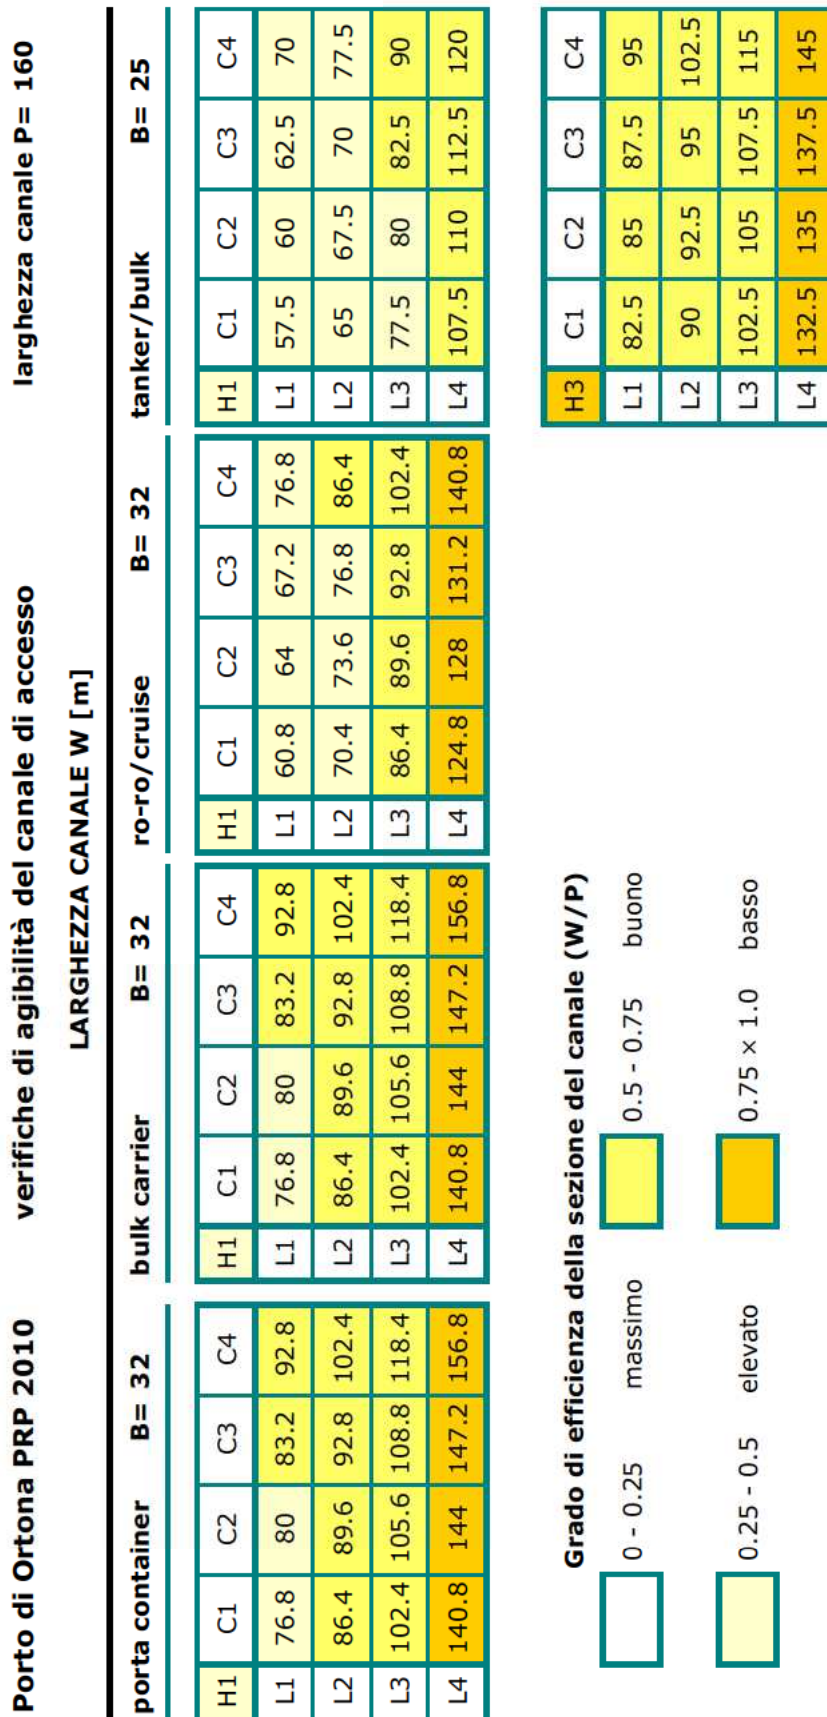 Porto di Ortona PRP 2010 verifiche di agibilità del canale di accesso larghezza canale P= 160
LARGHEZZA CANALE W [m]
porta container B= 32 bulk carrier B= 32 ro-ro/cruise B= 32 tanker/bulk B= 25
H1 C1 C2 C3 C4 H1 C1 C2 C3 C4 H1 C1 C2 C3 C4 H1 C1 C2 C3 C4
L1 76.8 80 83.2 92.8 L1 76.8 80 83.2 92.8 L1 60.8 64 67.2 76.8 L1 57.5 60 62.5 70
L2 86.4 89.6 92.8 102.4 L2 86.4 89.6 92.8 102.4 L2 70.4 73.6 76.8 86.4 L2 65 67.5 70 77.5
L3 102.4 105.6 108.8 118.4 L3 102.4 105.6 108.8 118.4 L3 86.4 89.6 92.8 102.4 L3 77.5 80 82.5 90
L4 140.8 144 147.2 156.8 L4 140.8 144 147.2 156.8 L4 124.8 128 131.2 140.8 L4 107.5 110 112.5 120
Grado di efficienza della sezione del canale (W/P)
0 - 0.25 massimo 0.5 - 0.75 buono
0.25 - 0.5 elevato 0.75 × 1.0 basso
H3 C1 C2 C3 C4
L1 82.5 85 87.5 95
L2 90 92.5 95 102.5
L3 102.5 105 107.5 115
L4 132.5 135 137.5 145